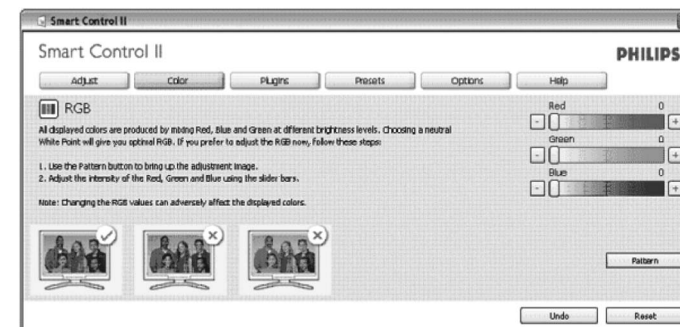 Smart Control II
Smart Control II
PHILIPS
Adjust Color Plugins Presets Options Help
RGB
All displayed colors are produced by mixing Red, Blue and Green at different brightness levels. Choosing a neutral
White Point will give you optimal RGB. If you prefer to adjust the RGB now, follow these steps:
1. Use the Pattern button to bring up the adjustment image.
2. Adjust the intensity of the Red, Green and Blue using the slider bars.
Note: Changing the RGB values can adversely affect the displayed colors.
Red 0
- +
Green 0
- +
Blue 0
- +
Pattern
Undo Reset